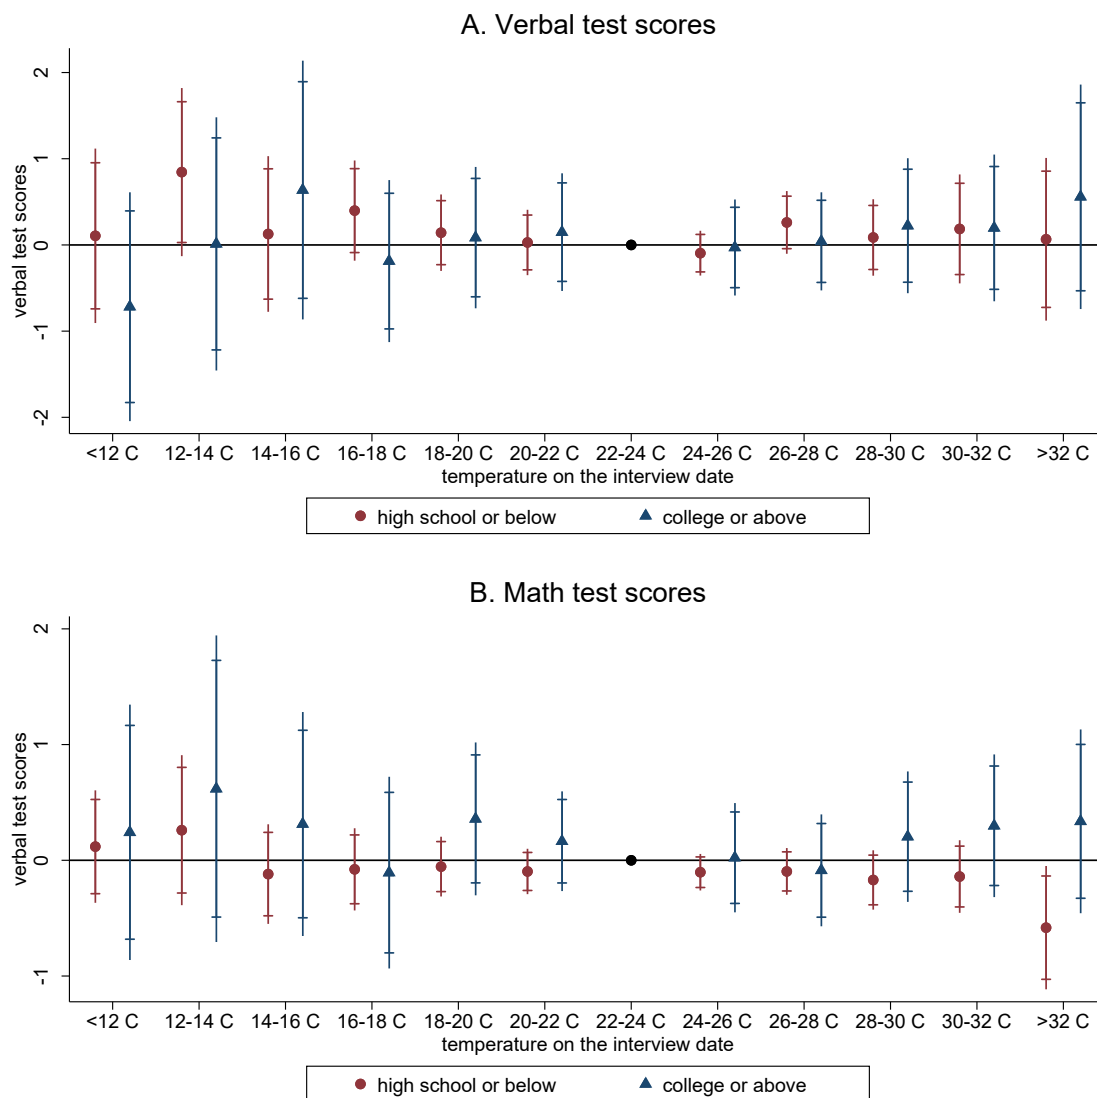 A. Verbal test scores
2
1
0
-1
-2
verbal test scores
<12 C 12-14 C 14-16 C 16-18 C 18-20 C 20-22 C 22-24 C 24-26 C 26-28 C 28-30 C 30-32 C >32 C
temperature on the interview date
high school or below college or above
B. Math test scores
2
1
0
-1
verbal test scores
<12 C 12-14 C 14-16 C 16-18 C 18-20 C 20-22 C 22-24 C 24-26 C 26-28 C 28-30 C 30-32 C >32 C
temperature on the interview date
high school or below college or above